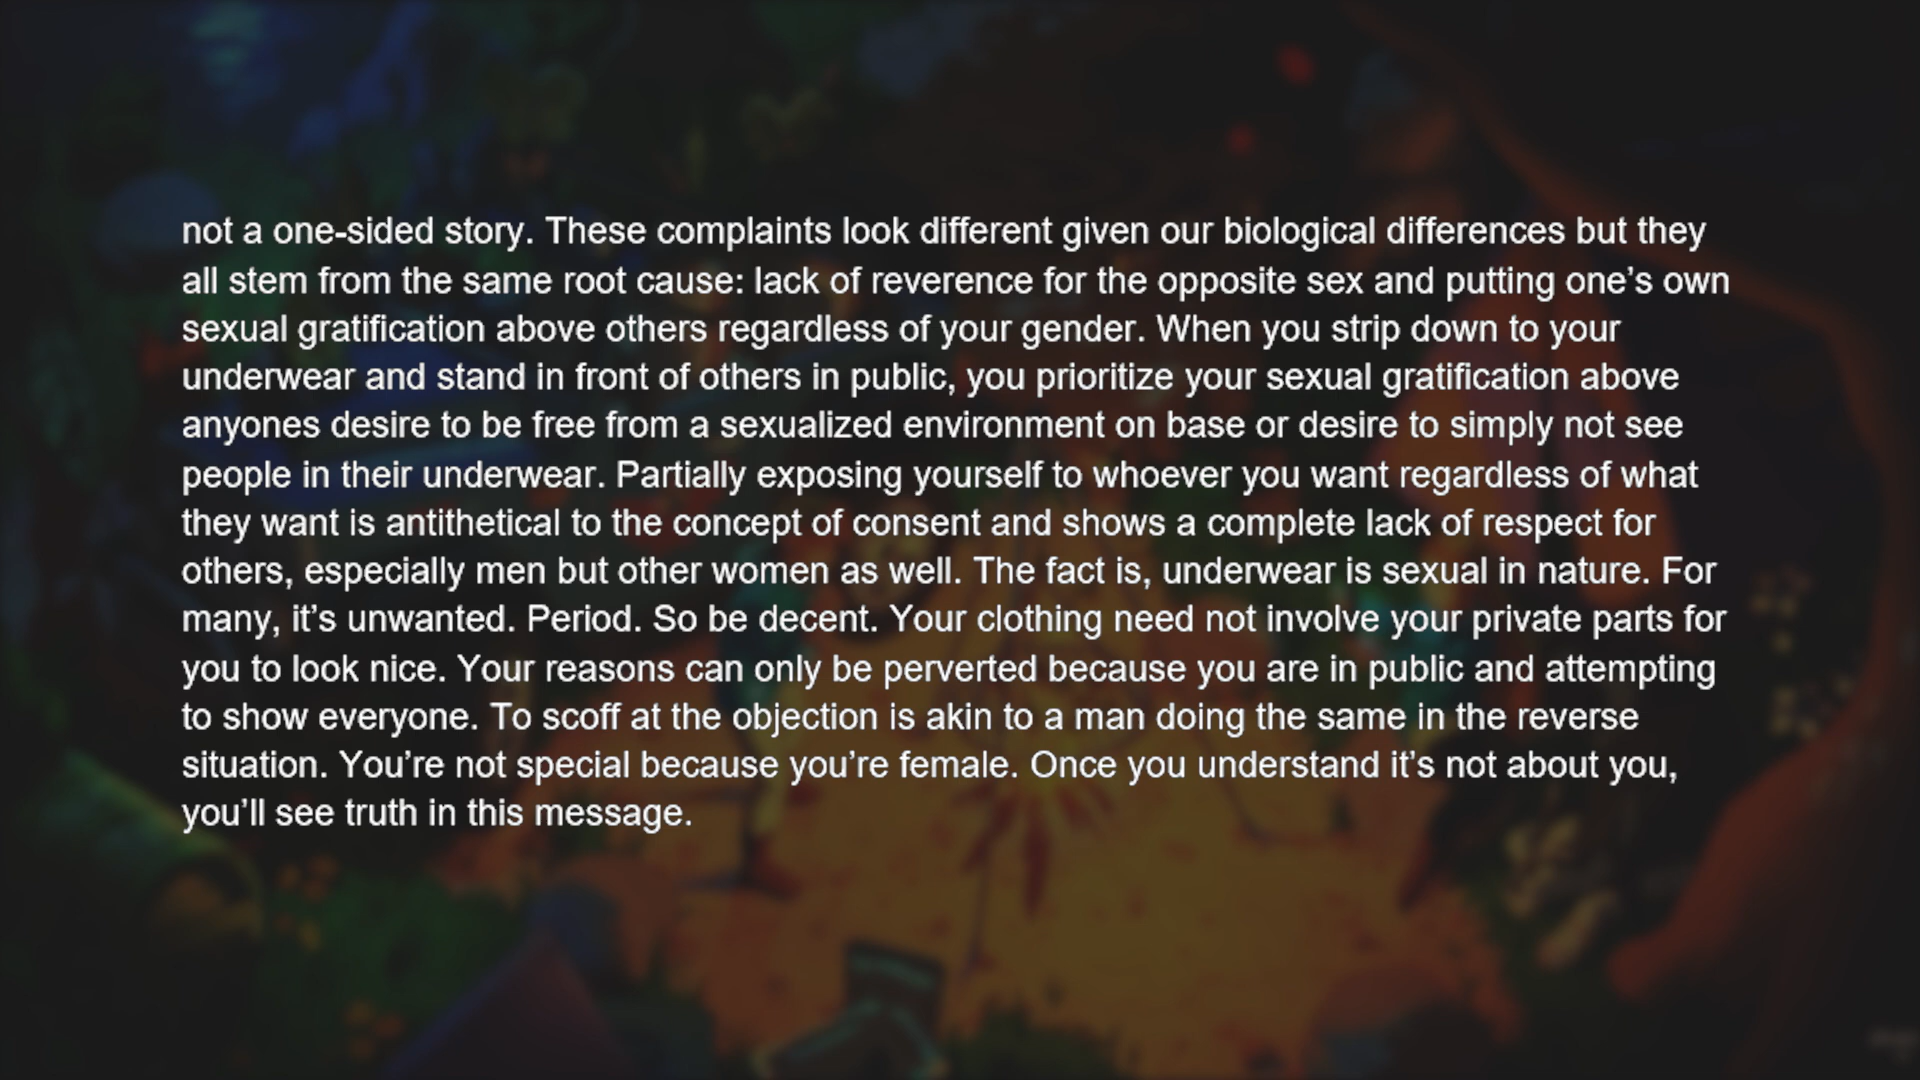 not a one-sided story. These complaints look different given our biological differences but they
all stem from the same root cause: lack of reverence for the opposite sex and putting one’s own
sexual gratification above others regardless of your gender. When you strip down to your
underwear and stand in front of others in public, you prioritize your sexual gratification above
anyones desire to be free from a sexualized environment on base or desire to simply not see
people in their underwear. Partially exposing yourself to whoever you want regardless of what
they want is antithetical to the concept of consent and shows a complete lack of respect for
others, especially men but other women as well. The fact is, underwear is sexual in nature. For
many, it’s unwanted. Period. So be decent. Your clothing need not involve your private parts for
you to look nice. Your reasons can only be perverted because you are in public and attempting
to show everyone. To scoff at the objection is akin to a man doing the same in the reverse
situation. You’re not special because you’re female. Once you understand it’s not about you,
you’ll see truth in this message.